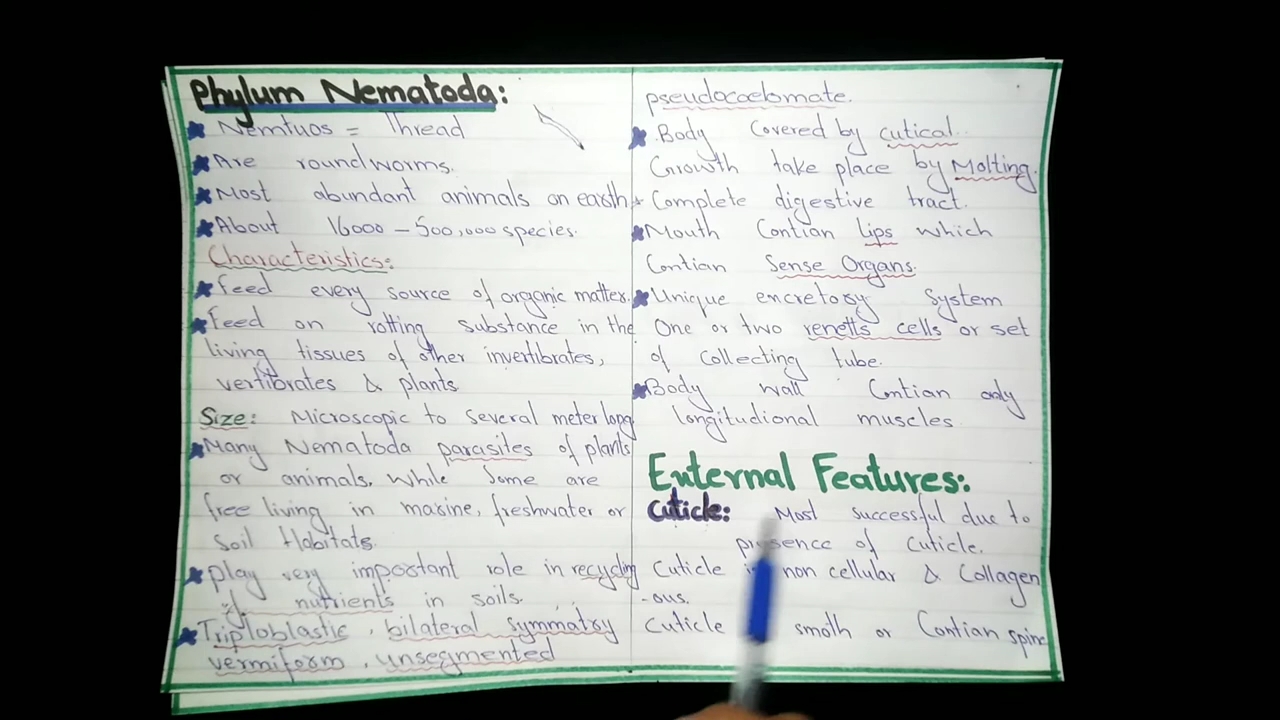 Phylum Nematoda:
Nemtuos = Thread
Are roundworms.
Most abundant animals on earth
About 16000 – 500,000 species.
Characteristics:
Feed every source of organic matter.
Feed on rotting substance in the
living tissues of other invertibrates,
vertibrates & plants
Size: Microscopic to several meter long
Many Nematoda parasites of plants
or animals. While some are
free living in marine, freshwater or
Soil Habitats.
play very important role in recycling
of nutrients in soils.
Triploblastic, bilateral symmatry
vermiform, unsegmented
pseudocoelomate.
Body Covered by cutical.
Growth take place by Molting.
Complete digestive tract.
Mouth Contian lips which
Contian Sense Organs.
Unique encretory System
One or two renetts cells or set
of collecting tube.
Body wall Contian only
longitudional muscles
Enternal Features:
Cuticle: Most successful due to
presence of Cuticle.
Cuticle is non cellular & Collagen
-ous.
Cuticle smoth or Contian spine